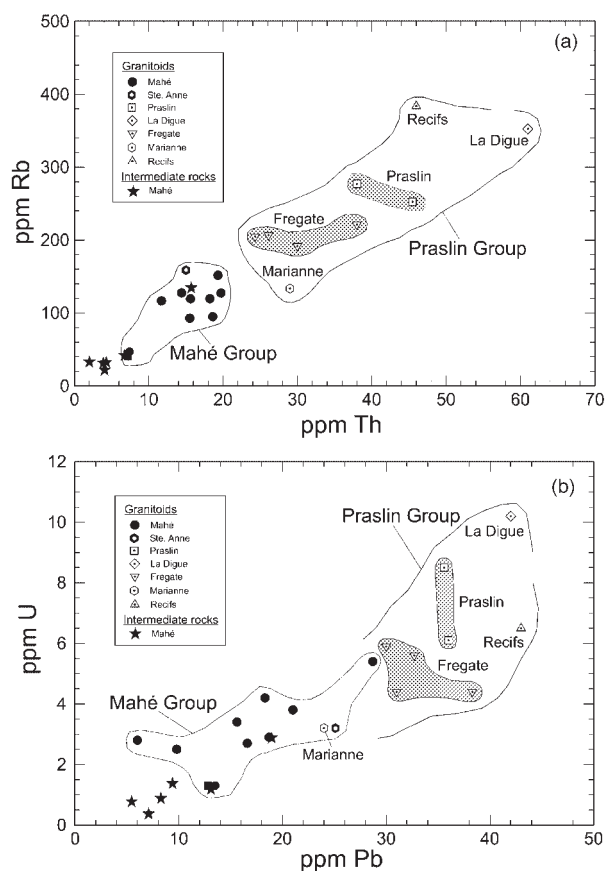 500
400
300
200
100
0
ppm Rb
(a)
Granitoids
Mahé
Ste. Anne
Praslin
La Digue
Fregate
Marianne
Recifs
Intermediate rocks
Mahé
Recifs
La Digue
Praslin
Fregate
Praslin Group
Marianne
Mahé Group
0 10 20 30 40 50 60 70
ppm Th
12
10
8
6
4
2
0
ppm U
(b)
Granitoids
Mahé
Ste. Anne
Praslin
La Digue
Fregate
Marianne
Recifs
Intermediate rocks
Mahé
Praslin Group
La Digue
Praslin
Recifs
Fregate
Mahé Group
Marianne
0 10 20 30 40 50
ppm Pb